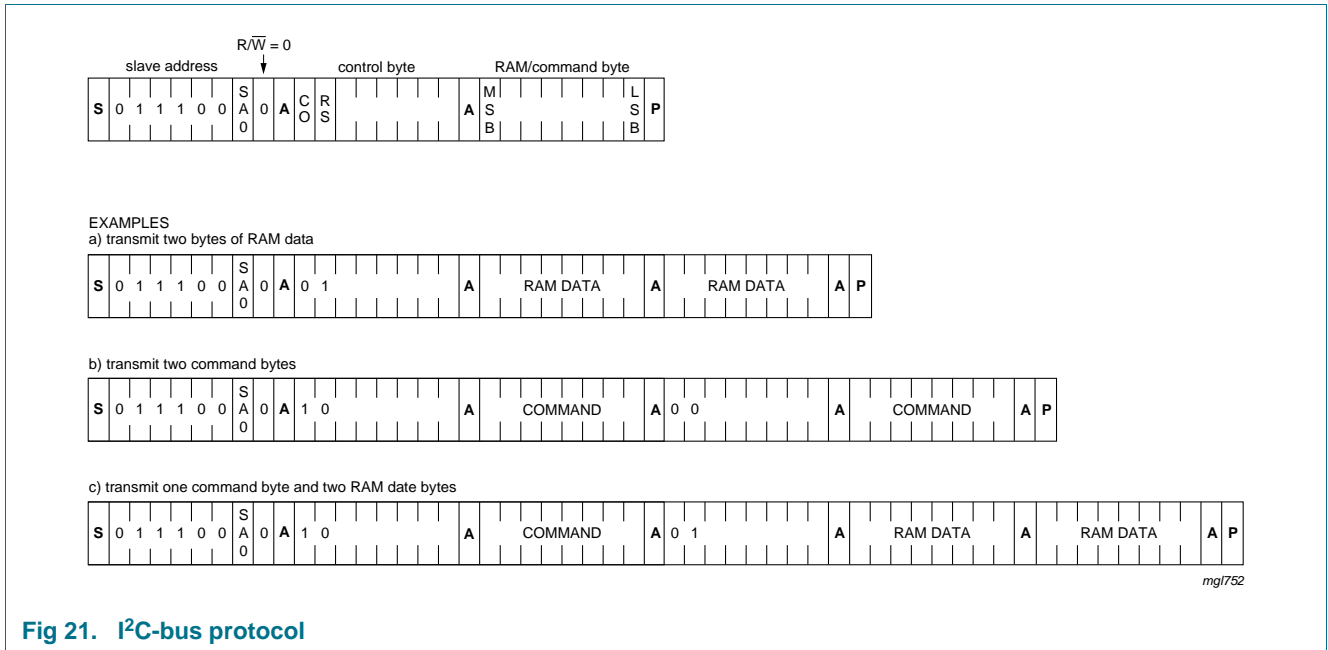 R/W̅ = 0
slave address control byte RAM/command byte
S 0 1 1 1 0 0 SA0 0 A CO RS A MSB LSB P
EXAMPLES
a) transmit two bytes of RAM data
S 0 1 1 1 0 0 SA0 0 A 0 1 A RAM DATA A RAM DATA A P
b) transmit two command bytes
S 0 1 1 1 0 0 SA0 0 A 1 0 A COMMAND A 0 0 A COMMAND A P
c) transmit one command byte and two RAM date bytes
S 0 1 1 1 0 0 SA0 0 A 1 0 A COMMAND A 0 1 A RAM DATA A RAM DATA A P
mgl752
Fig 21. I²C-bus protocol